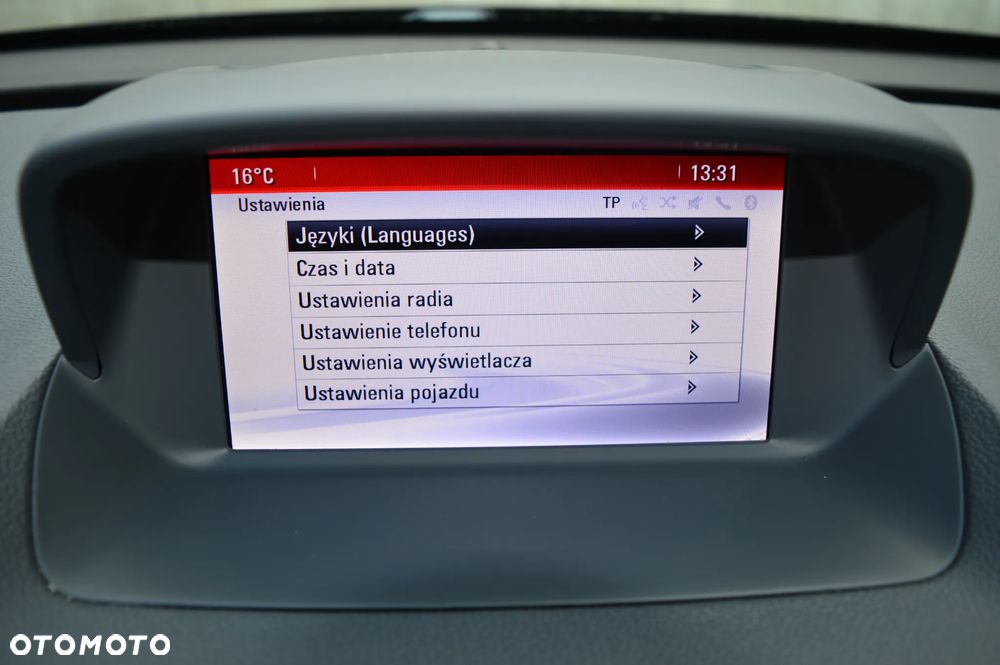 16°C 13:31
Ustawienia TP
Języki (Languages)
Czas i data
Ustawienia radia
Ustawienie telefonu
Ustawienia wyświetlacza
Ustawienia pojazdu
OTOMOTO